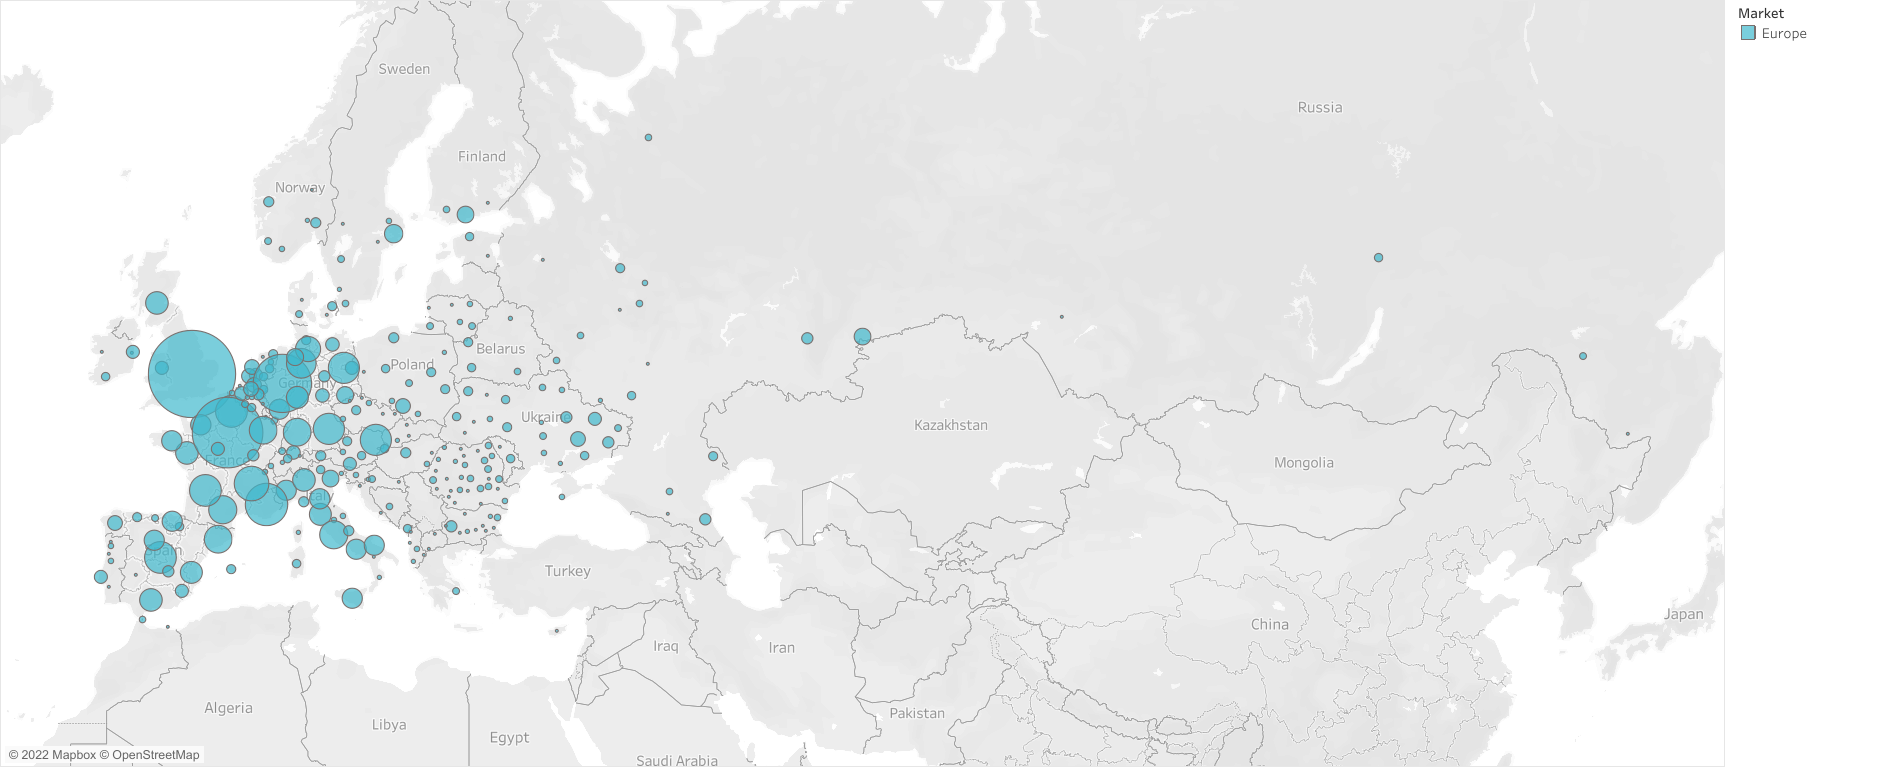 Market
Europe
Sweden
Russia
Finland
Norway
Belarus
Poland
Germany
Ukraine
Kazakhstan
France
Mongolia
Italy
Spain
Turkey
Japan
China
Iraq
Iran
Algeria
Pakistan
Libya
Egypt
Saudi Arabia
© 2022 Mapbox © OpenStreetMap